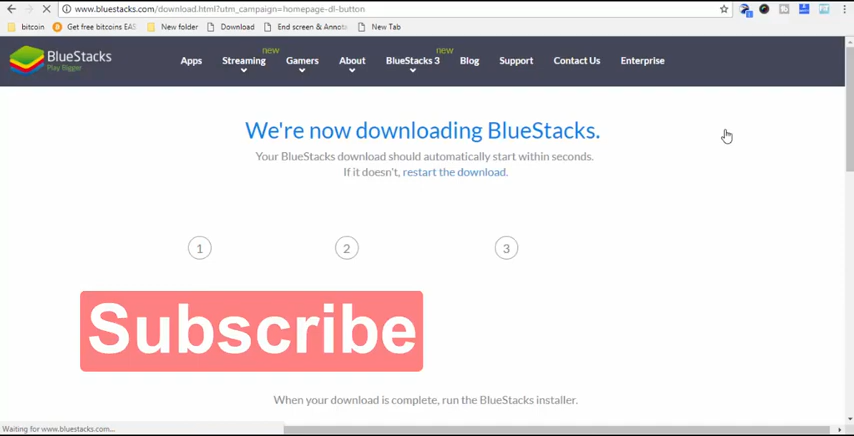 www.bluestacks.com/download.html?utm_campaign=homepage-dl-button
bitcoin Get free bitcoins EAS New folder Download End screen & Annota New Tab
BlueStacks
Play Bigger
Apps Streaming new Gamers About BlueStacks 3 new Blog Support Contact Us Enterprise
We're now downloading BlueStacks.
Your BlueStacks download should automatically start within seconds.
If it doesn't, restart the download.
1 2 3
Subscribe
When your download is complete, run the BlueStacks installer.
Waiting for www.bluestacks.com...